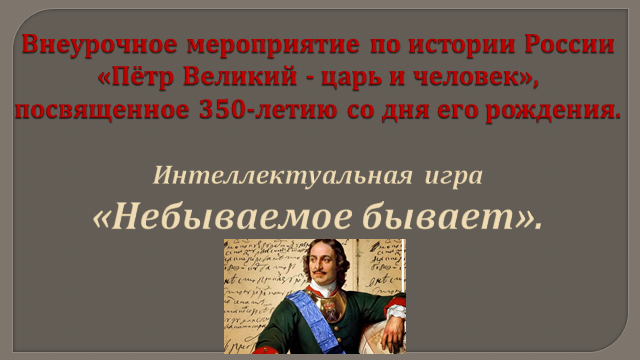 Внеурочное мероприятие по истории России
«Пётр Великий - царь и человек»,
посвященное 350-летию со дня его рождения.
Интеллектуальная игра
«Небываемое бывает».